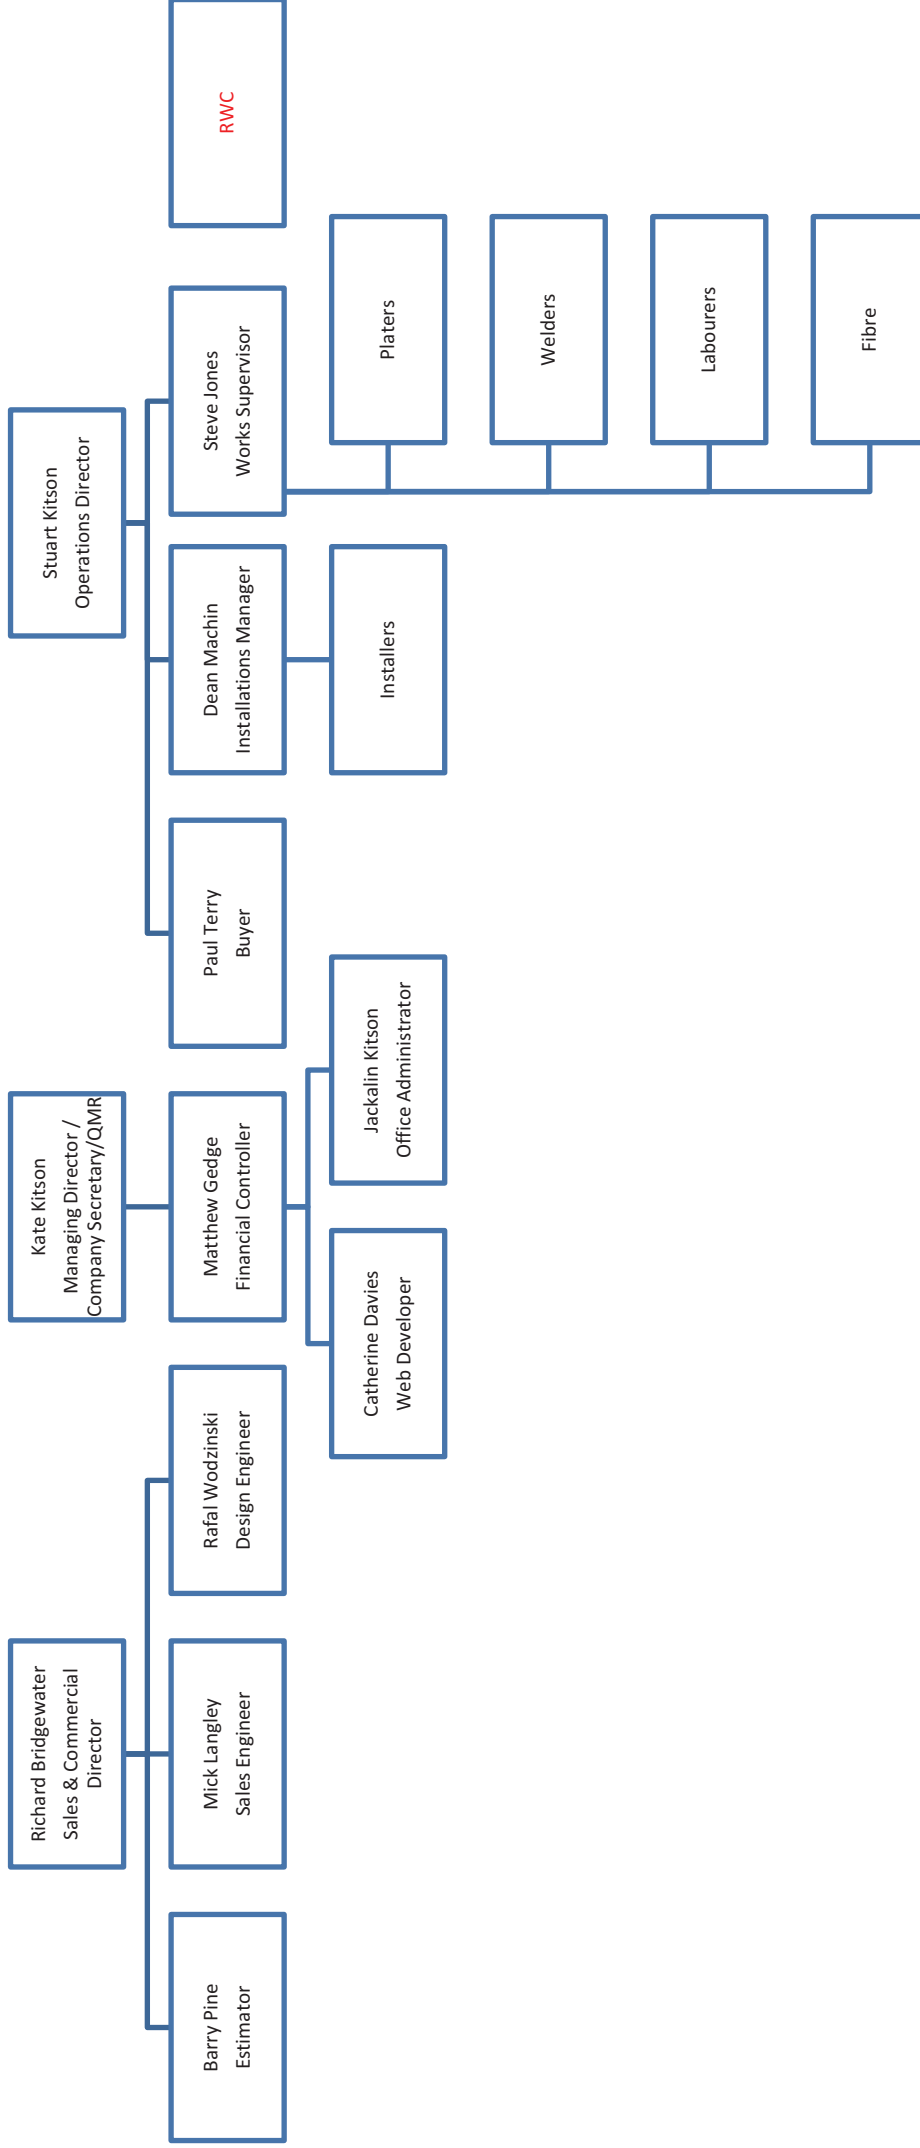 Richard Bridgewater
Sales & Commercial
Director
Kate Kitson
Managing Director /
Company Secretary/QMR
Stuart Kitson
Operations Director
Barry Pine
Estimator
Mick Langley
Sales Engineer
Rafal Wodzinski
Design Engineer
Matthew Gedge
Financial Controller
Paul Terry
Buyer
Dean Machin
Installations Manager
Steve Jones
Works Supervisor
RWC
Catherine Davies
Web Developer
Jackalin Kitson
Office Administrator
Installers
Platers
Welders
Labourers
Fibre